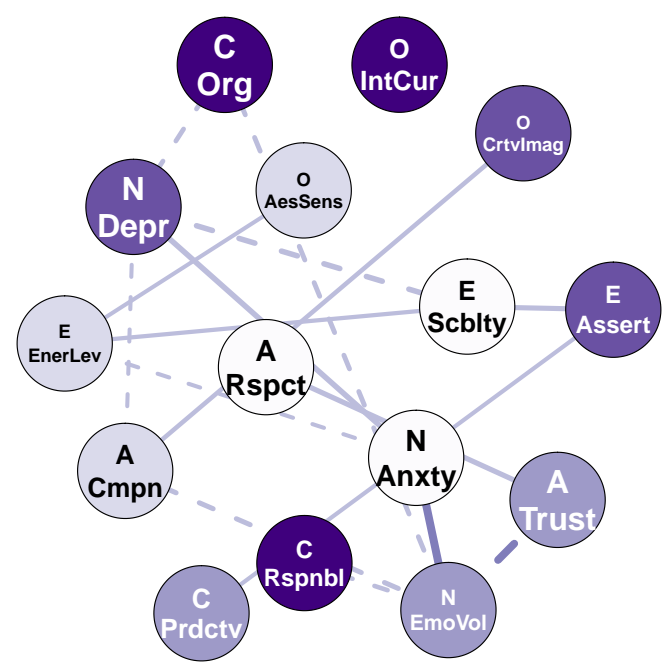 C
Org
O
IntCur
O
CrtvImag
N
Depr
O
AesSens
E
Scblty
E
Assert
E
EnerLev
A
Rspct
A
Cmpn
N
Anxty
A
Trust
C
Rspnbl
C
Prdctv
N
EmoVol